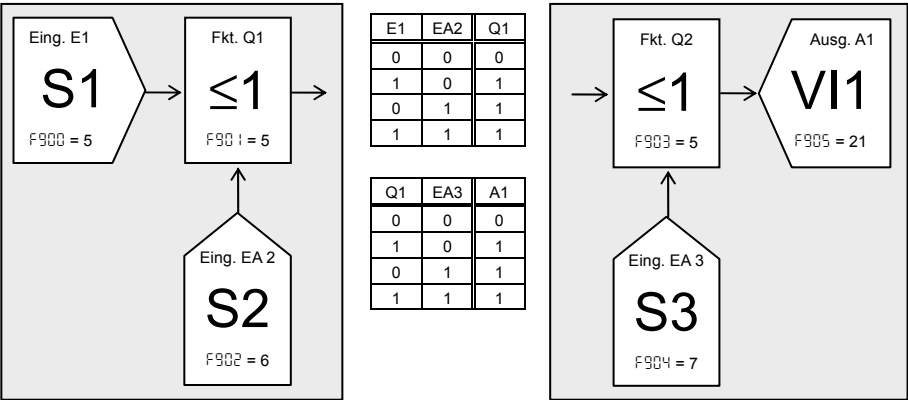 Eing. E1
S1
F900 = 5
Fkt. Q1
≤1
F901 = 5
Eing. EA 2
S2
F902 = 6
E1 EA2 Q1
0 0 0
1 0 1
0 1 1
1 1 1
Q1 EA3 A1
0 0 0
1 0 1
0 1 1
1 1 1
Fkt. Q2
≤1
F903 = 5
Ausg. A1
VI1
F905 = 21
Eing. EA 3
S3
F904 = 7